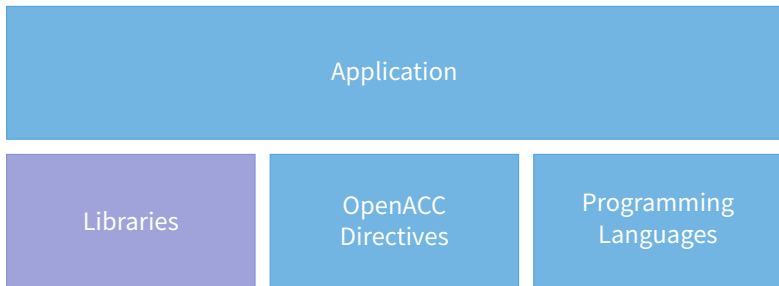 Application
Libraries
OpenACC
Directives
Programming
Languages